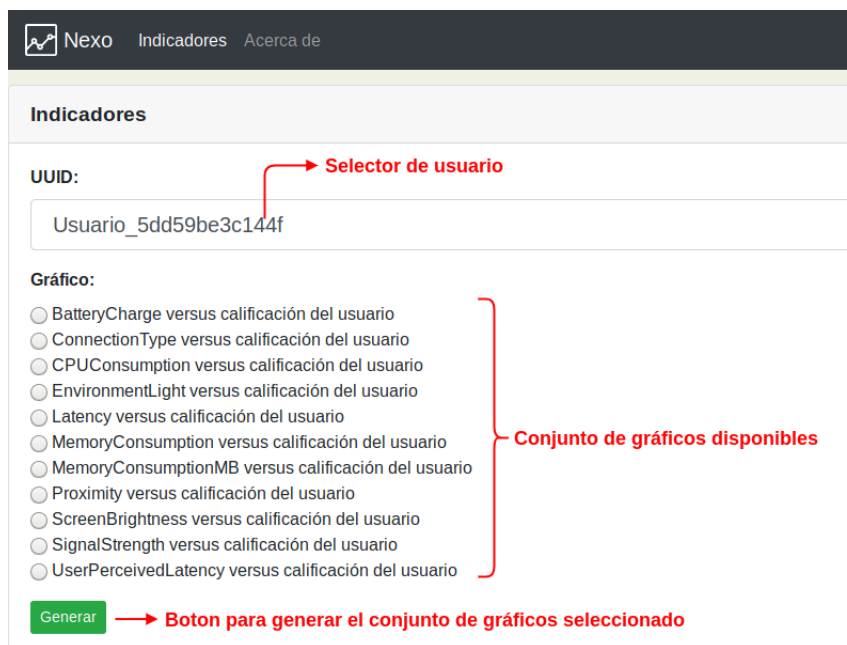 Nexo Indicadores Acerca de
Indicadores
Selector de usuario
UUID:
Usuario_5dd59be3c144f
Gráfico:
BatteryCharge versus calificación del usuario
ConnectionType versus calificación del usuario
CPUConsumption versus calificación del usuario
EnvironmentLight versus calificación del usuario
Latency versus calificación del usuario
MemoryConsumption versus calificación del usuario
Conjunto de gráficos disponibles
MemoryConsumptionMB versus calificación del usuario
Proximity versus calificación del usuario
ScreenBrightness versus calificación del usuario
SignalStrength versus calificación del usuario
UserPerceivedLatency versus calificación del usuario
Generar
Boton para generar el conjunto de gráficos seleccionado